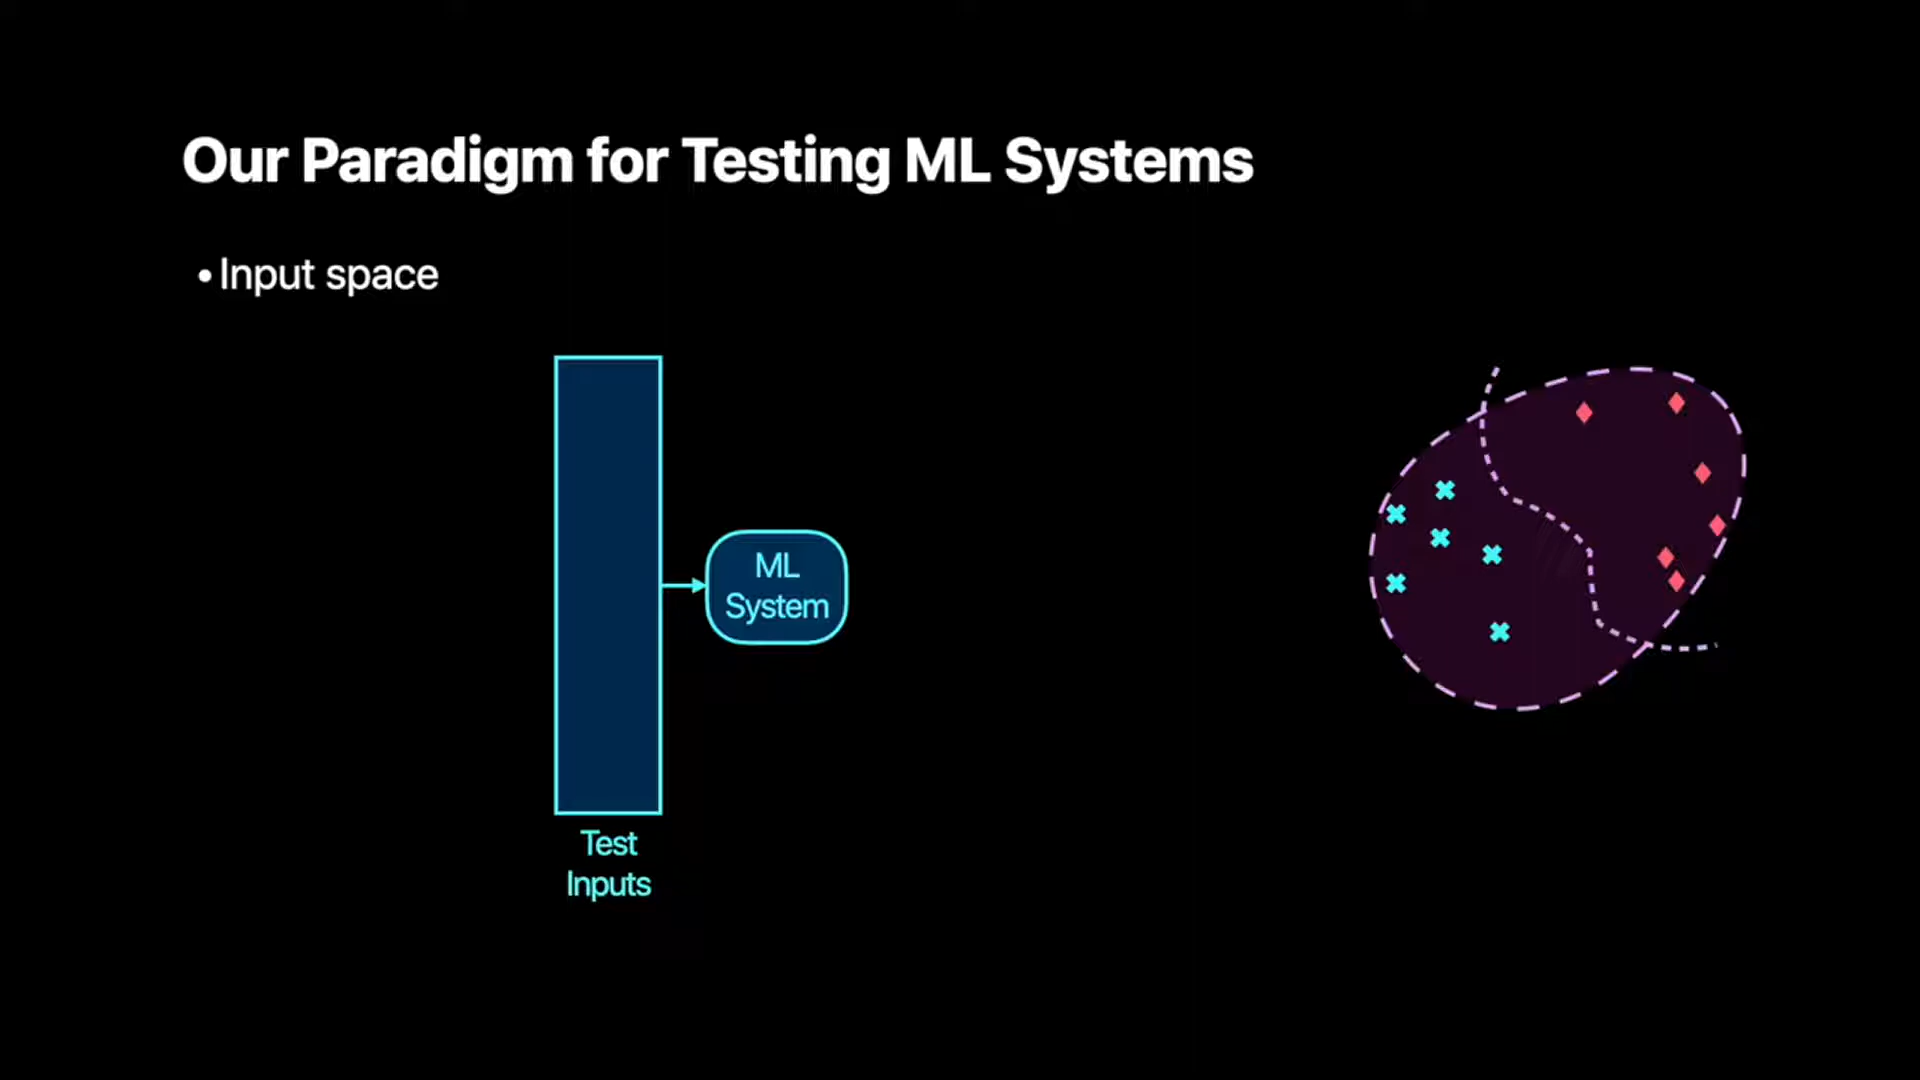 Our Paradigm for Testing ML Systems
• Input space
ML
System
Test
Inputs